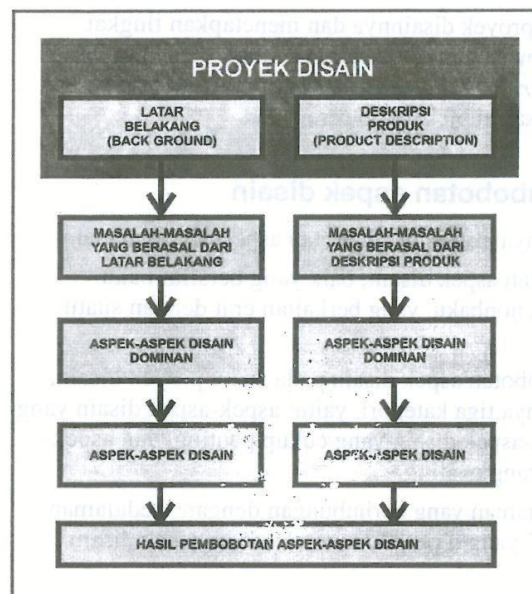 PROYEK DISAIN
LATAR
BELAKANG
(BACK GROUND)
DESKRIPSI
PRODUK
(PRODUCT DESCRIPTION)
MASALAH-MASALAH
YANG BERASAL DARI
LATAR BELAKANG
MASALAH-MASALAH
YANG BERASAL DARI
DESKRIPSI PRODUK
ASPEK-ASPEK DISAIN
DOMINAN
ASPEK-ASPEK DISAIN
DOMINAN
ASPEK-ASPEK DISAIN
ASPEK-ASPEK DISAIN
HASIL PEMBOBOTAN ASPEK-ASPEK DISAIN